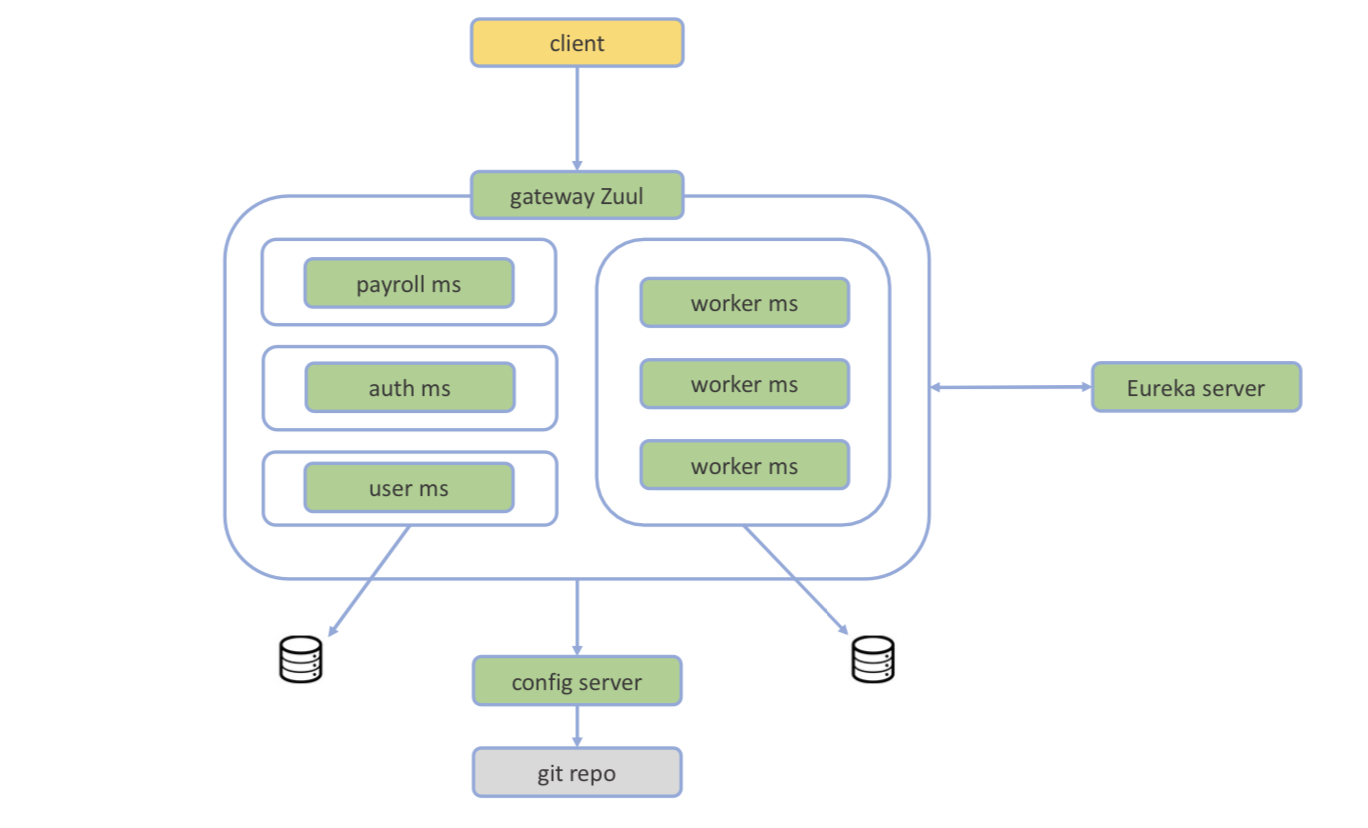 client
gateway Zuul
payroll ms
auth ms
user ms
worker ms
worker ms
worker ms
Eureka server
config server
git repo